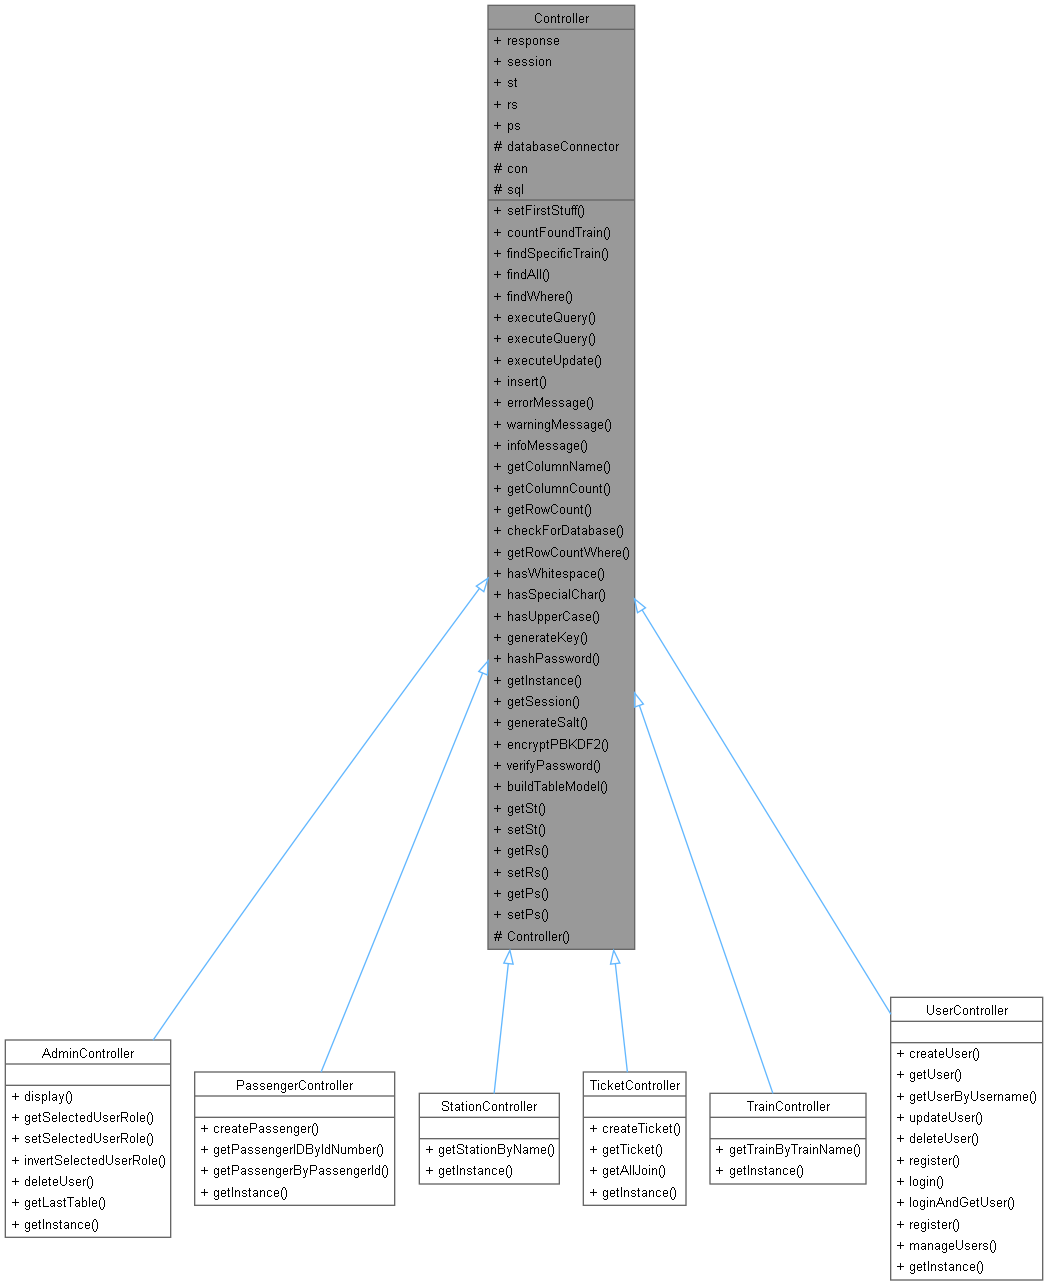 Controller
+ response
+ session
+ st
+ rs
+ ps
# databaseConnector
# con
# sql
+ setFirstStuff()
+ countFoundTrain()
+ findSpecificTrain()
+ findAll()
+ findWhere()
+ executeQuery()
+ executeQuery()
+ executeUpdate()
+ insert()
+ errorMessage()
+ warningMessage()
+ infoMessage()
+ getColumnName()
+ getColumnCount()
+ getRowCount()
+ checkForDatabase()
+ getRowCountWhere()
+ hasWhitespace()
+ hasSpecialChar()
+ hasUpperCase()
+ generateKey()
+ hashPassword()
+ getInstance()
+ getSession()
+ generateSalt()
+ encryptPBKDF2()
+ verifyPassword()
+ buildTableModel()
+ getSt()
+ setSt()
+ getRs()
+ setRs()
+ getPs()
+ setPs()
# Controller()
AdminController
+ display()
+ getSelectedUserRole()
+ setSelectedUserRole()
+ invertSelectedUserRole()
+ deleteUser()
+ getLastTable()
+ getInstance()
PassengerController
+ createPassenger()
+ getPassengerIDByIdNumber()
+ getPassengerByPassengerId()
+ getInstance()
StationController
+ getStationByName()
+ getInstance()
TicketController
+ createTicket()
+ getTicket()
+ getAllJoin()
+ getInstance()
TrainController
+ getTrainByTrainName()
+ getInstance()
UserController
+ createUser()
+ getUser()
+ getUserByUsername()
+ updateUser()
+ deleteUser()
+ register()
+ login()
+ loginAndGetUser()
+ register()
+ manageUsers()
+ getInstance()